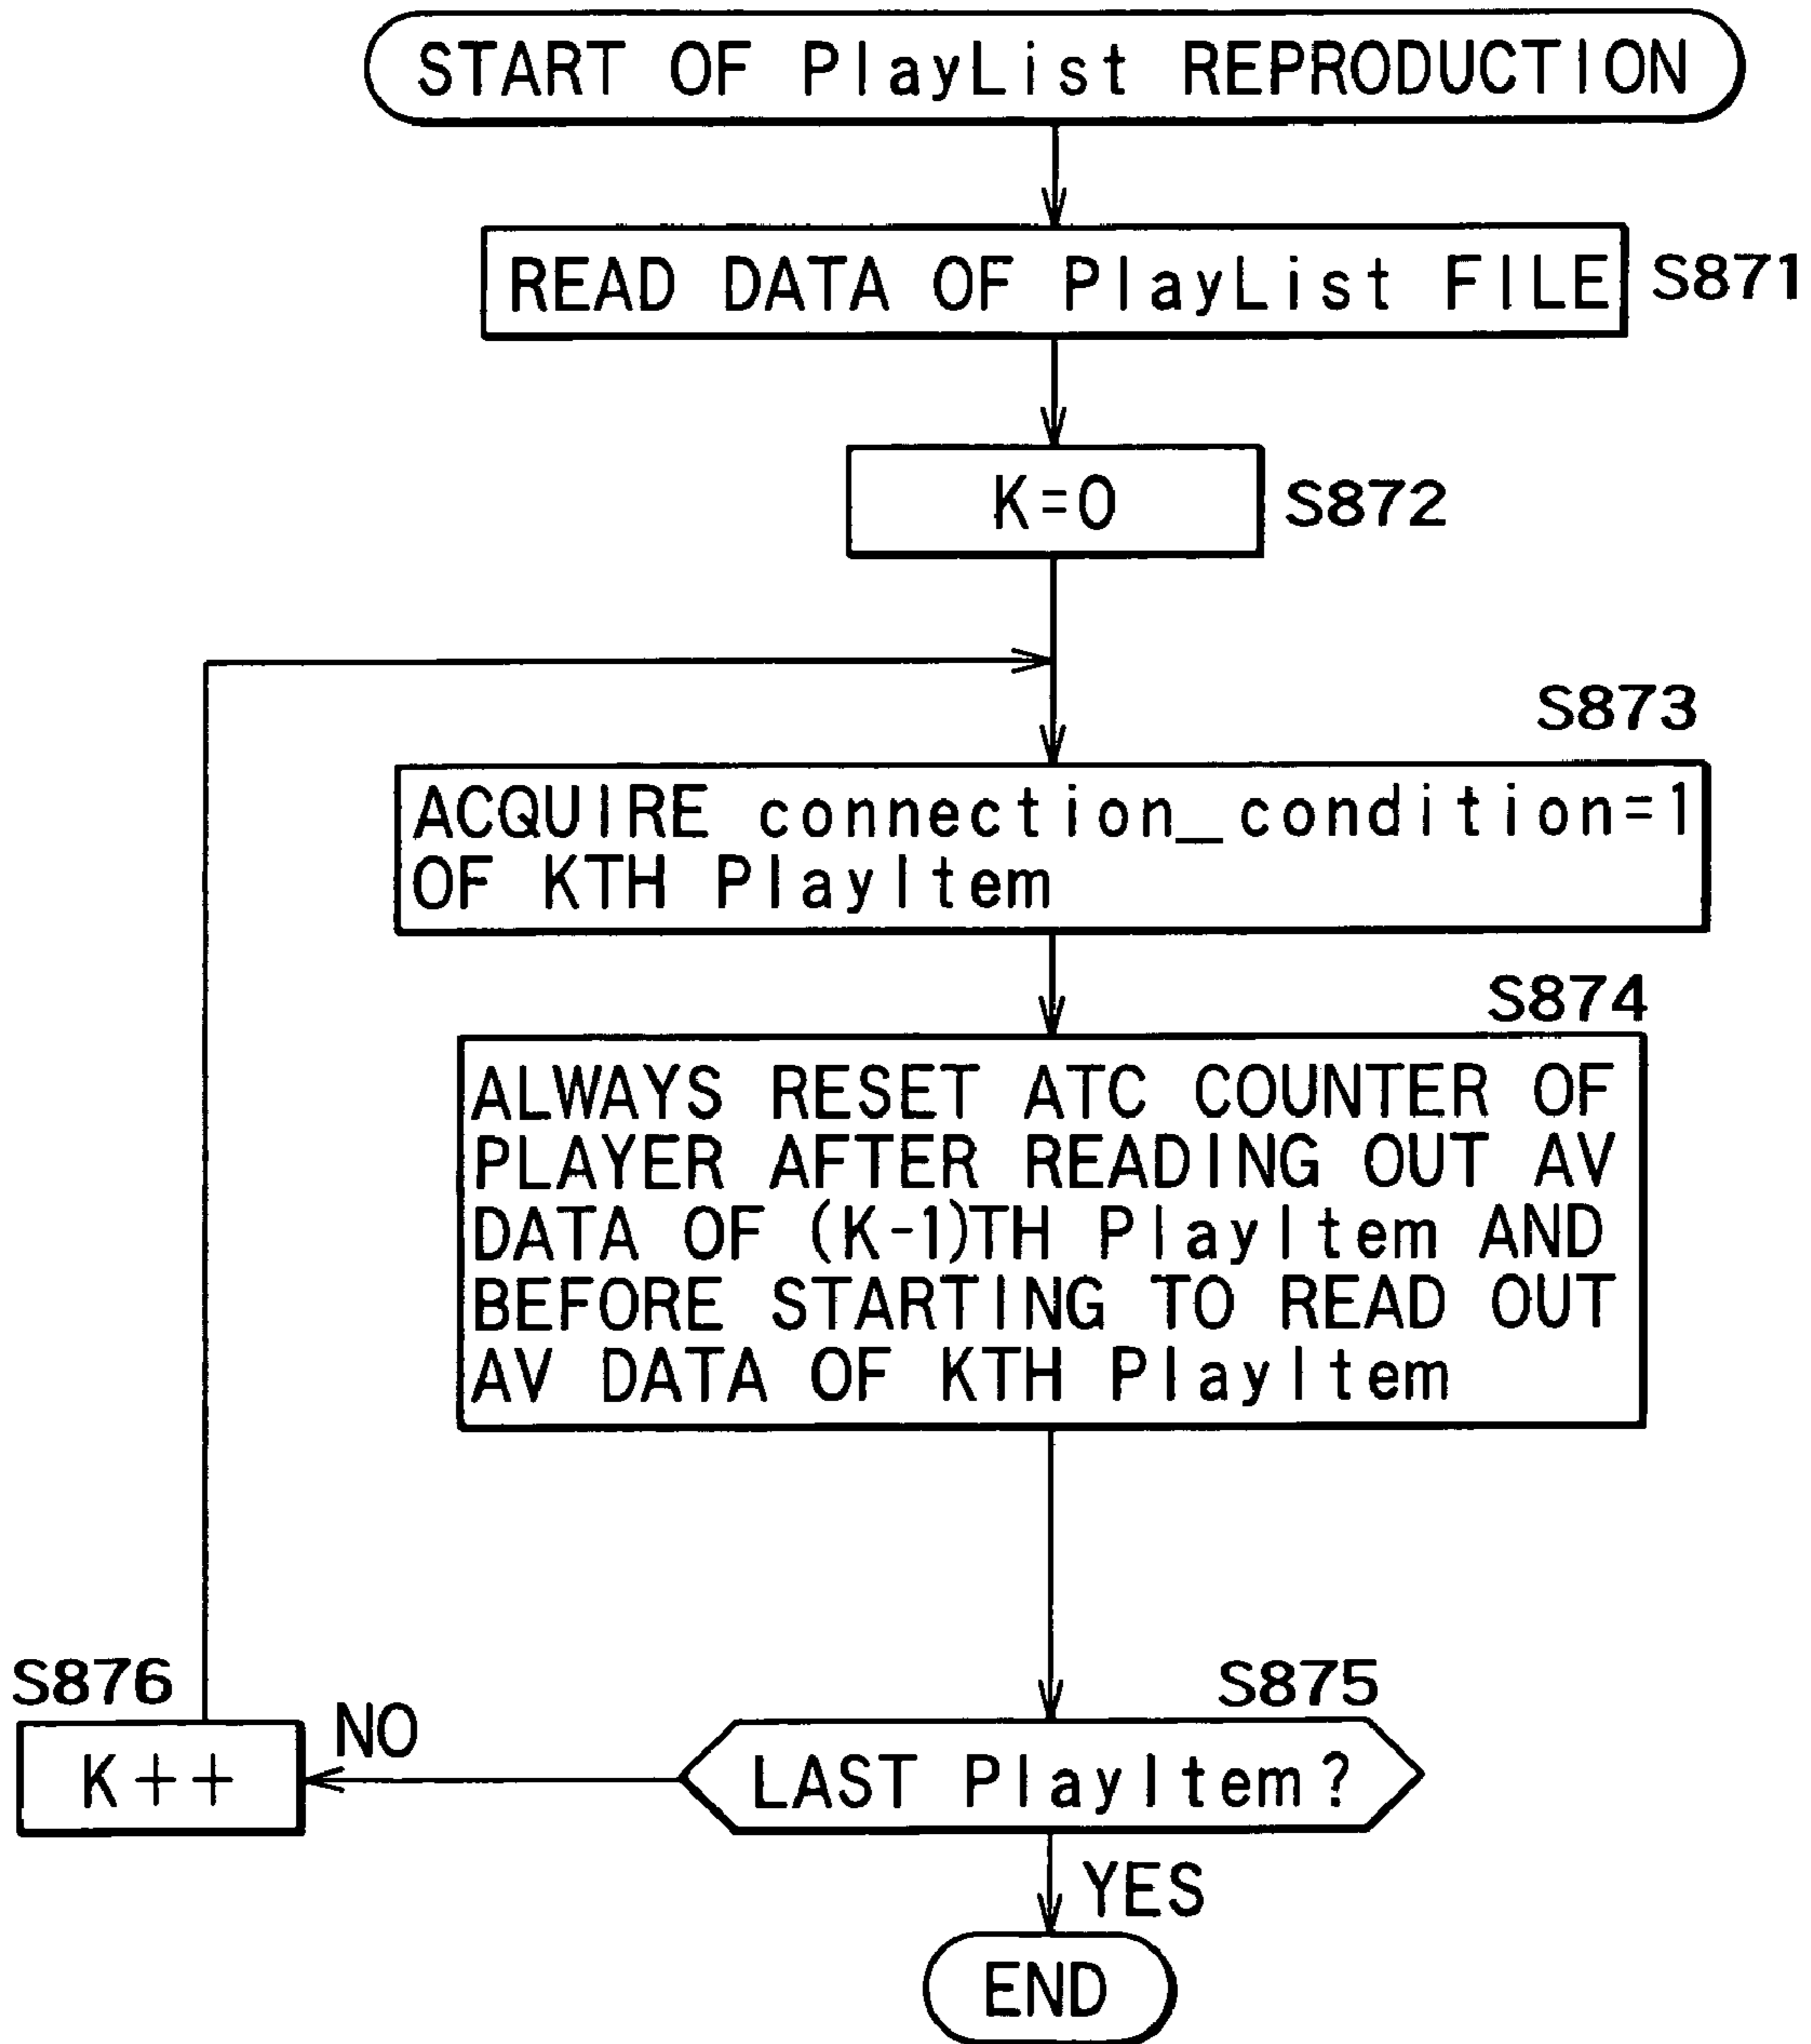 START OF PlayList REPRODUCTION
READ DATA OF PlayList FILE
S871
K=0
S872
S873
ACQUIRE connection_condition=1
OF KTH PlayItem
S874
ALWAYS RESET ATC COUNTER OF
PLAYER AFTER READING OUT AV
DATA OF (K-1)TH PlayItem AND
BEFORE STARTING TO READ OUT
AV DATA OF KTH PlayItem
S876
S875
K++
NO
LAST PlayItem?
YES
END